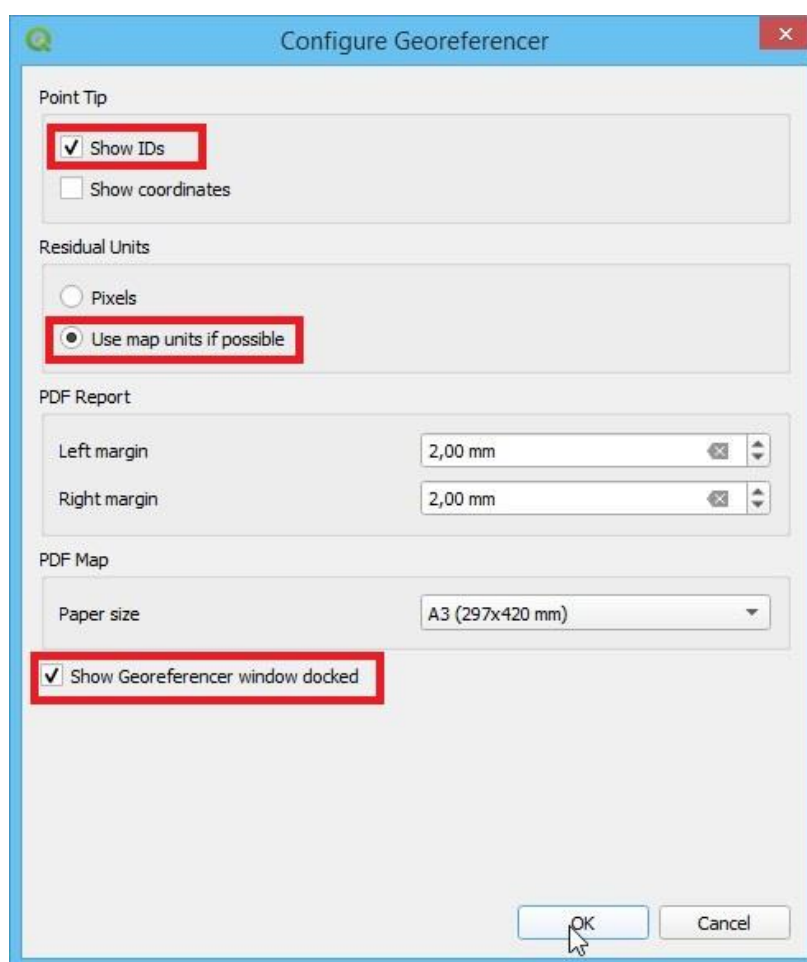 Configure Georeferencer
Point Tip
Show IDs
Show coordinates
Residual Units
Pixels
Use map units if possible
PDF Report
Left margin 2,00 mm
Right margin 2,00 mm
PDF Map
Paper size A3 (297x420 mm)
Show Georeferencer window docked
OK Cancel